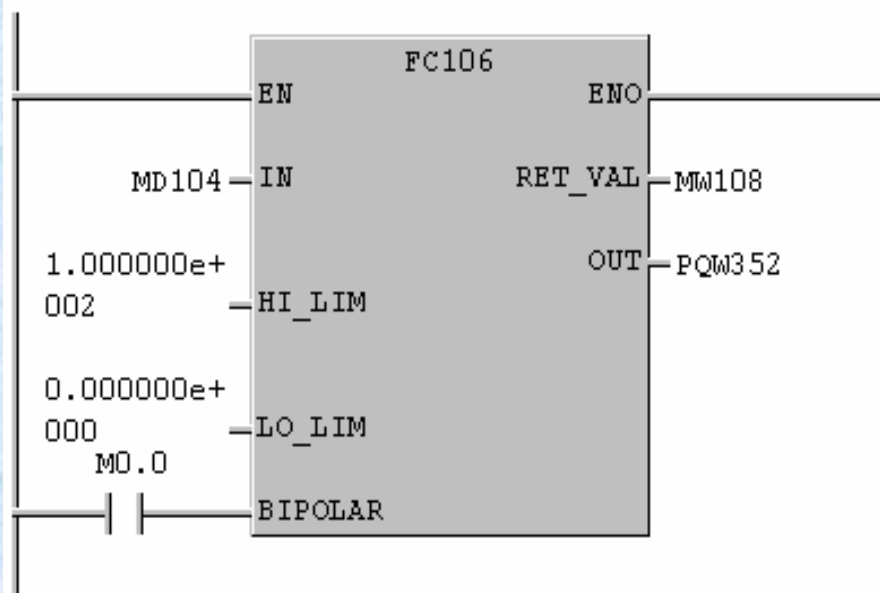 FC106
EN ENO
MD104 IN RET_VAL MW108
1.000000e+ OUT PQW352
002 HI_LIM
0.000000e+
000 LO_LIM
M0.0
BIPOLAR